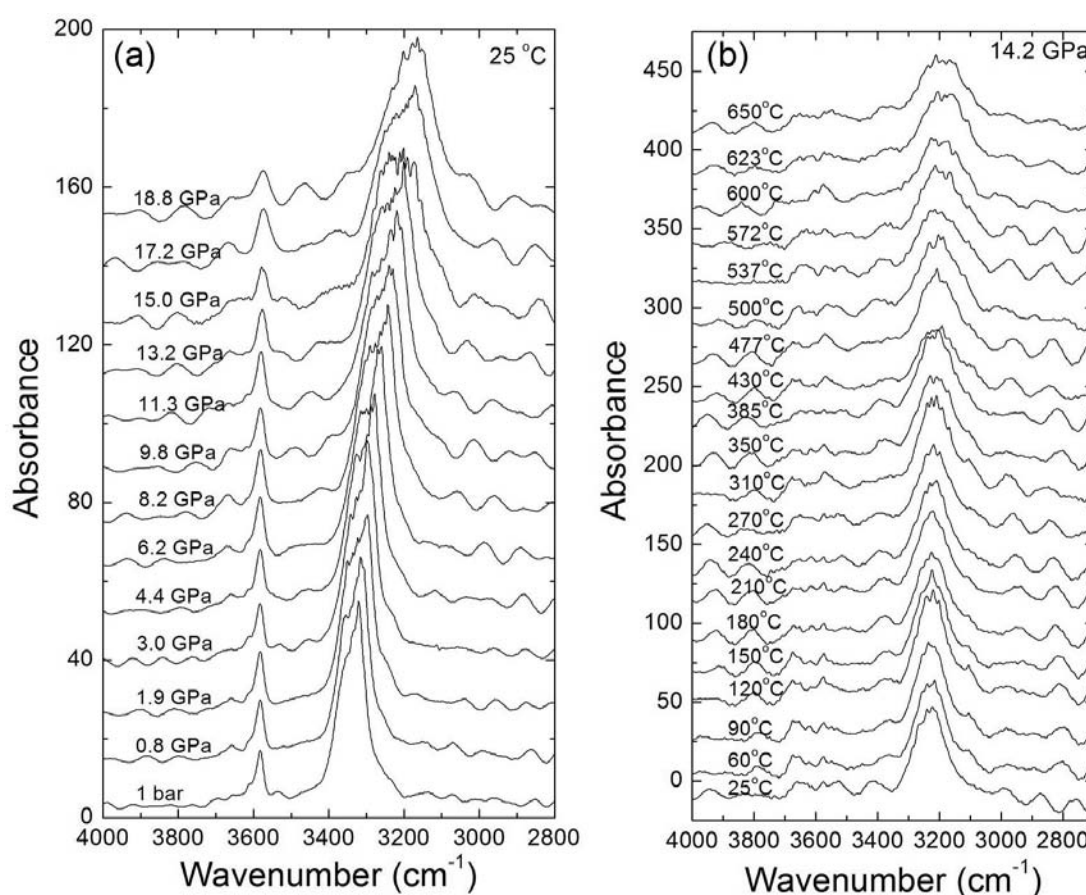 (a)
25 °C
Absorbance
200
160
120
80
40
0
18.8 GPa
17.2 GPa
15.0 GPa
13.2 GPa
11.3 GPa
9.8 GPa
8.2 GPa
6.2 GPa
4.4 GPa
3.0 GPa
1.9 GPa
0.8 GPa
1 bar
4000 3800 3600 3400 3200 3000 2800
Wavenumber (cm⁻¹)
(b)
14.2 GPa
Absorbance
450
400
350
300
250
200
150
100
50
0
650°C
623°C
600°C
572°C
537°C
500°C
477°C
430°C
385°C
350°C
310°C
270°C
240°C
210°C
180°C
150°C
120°C
90°C
60°C
25°C
4000 3800 3600 3400 3200 3000 2800
Wavenumber (cm⁻¹)